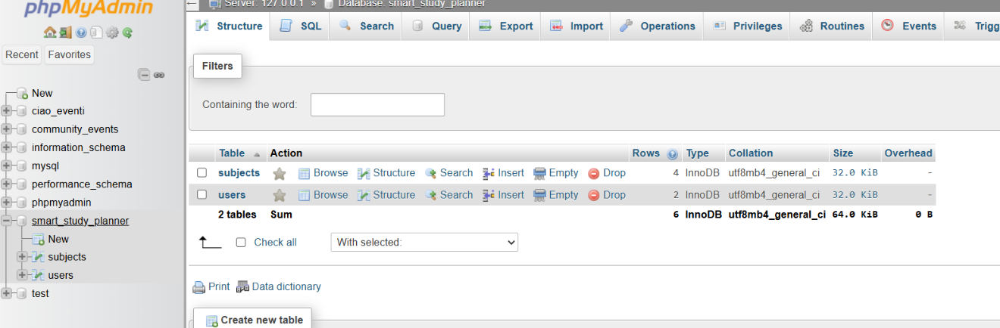 phpMyAdmin
Recent Favorites
New
ciao_eventi
community_events
information_schema
mysql
performance_schema
phpmyadmin
smart_study_planner
New
subjects
users
test
Server: 127.0.0.1 » Database: smart_study_planner
Structure SQL Search Query Export Import Operations Privileges Routines Events Trigg
Filters
Containing the word:
Table Action Rows Type Collation Size Overhead
subjects Browse Structure Search Insert Empty Drop 4 InnoDB utf8mb4_general_ci 32.0 KiB -
users Browse Structure Search Insert Empty Drop 2 InnoDB utf8mb4_general_ci 32.0 KiB -
2 tables Sum 6 InnoDB utf8mb4_general_ci 64.0 KiB 0 B
Check all With selected:
Print Data dictionary
Create new table